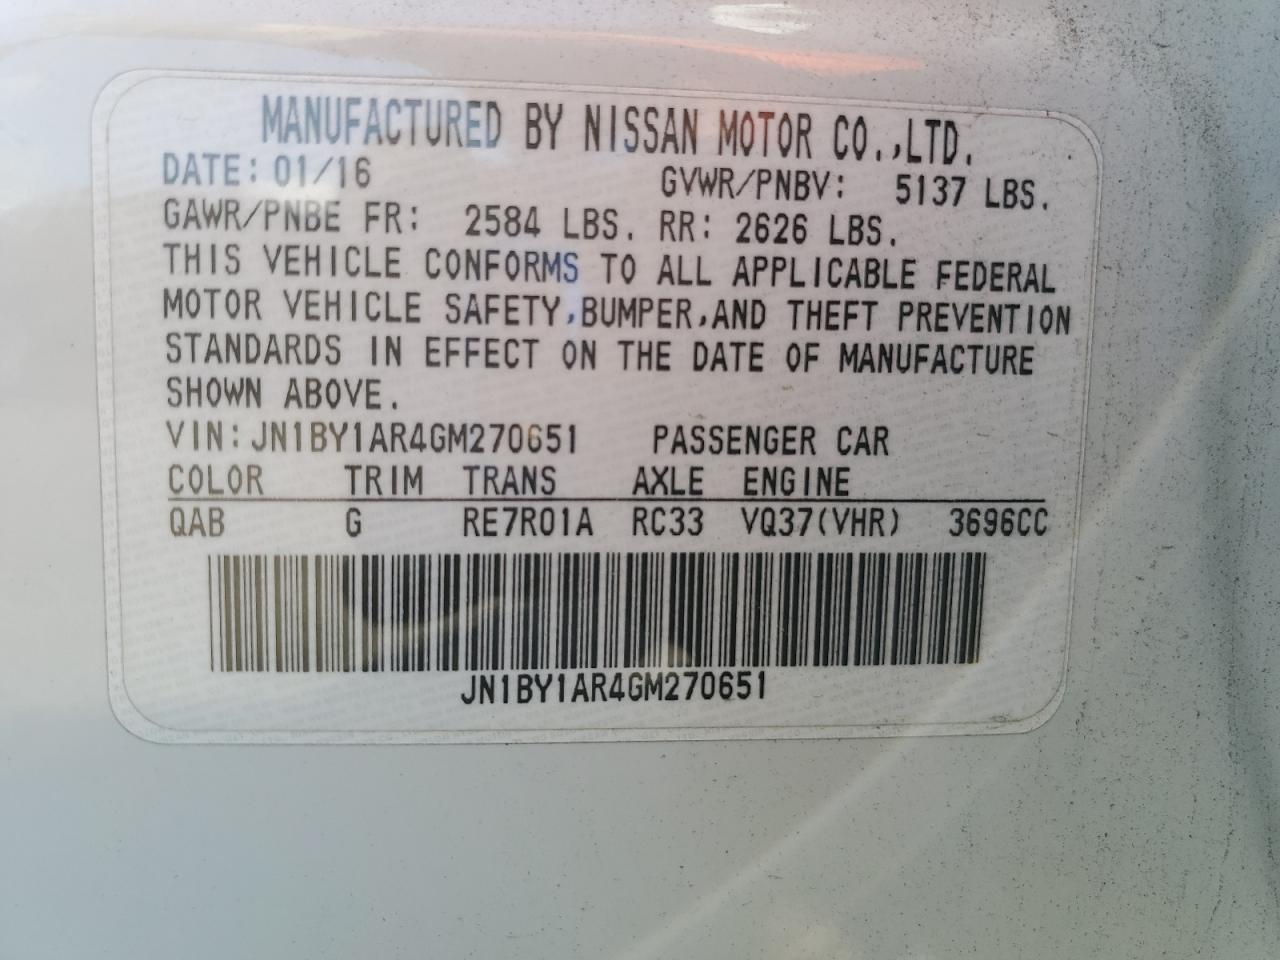 MANUFACTURED BY NISSAN MOTOR CO.,LTD.
DATE: 01/16 GVWR/PNBV: 5137 LBS.
GAWR/PNBE FR: 2584 LBS. RR: 2626 LBS.
THIS VEHICLE CONFORMS TO ALL APPLICABLE FEDERAL
MOTOR VEHICLE SAFETY,BUMPER,AND THEFT PREVENTION
STANDARDS IN EFFECT ON THE DATE OF MANUFACTURE
SHOWN ABOVE.
VIN:JN1BY1AR4GM270651 PASSENGER CAR
COLOR TRIM TRANS AXLE ENGINE
QAB G RE7R01A RC33 VQ37(VHR) 3696CC
JN1BY1AR4GM270651